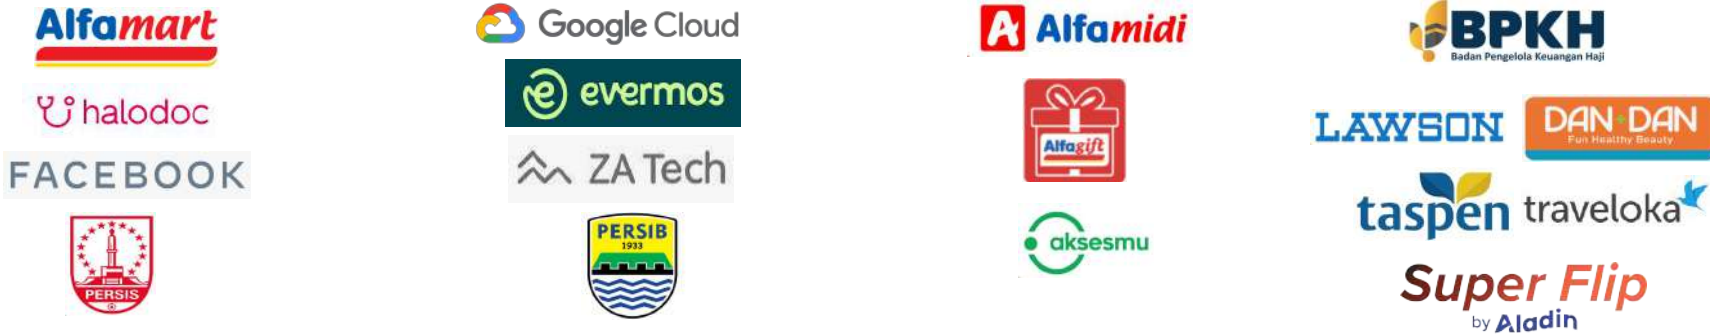 Alfamart
halodoc
FACEBOOK
PERSIS
Google Cloud
evermos
ZA Tech
PERSIB
1933
A Alfamidi
Alfagift
aksesmu
BPKH
Badan Pengelola Keuangan Haji
LAWSON
DAN+DAN
Fun Healthy Beauty
taspen
traveloka
Super Flip
by Aladin